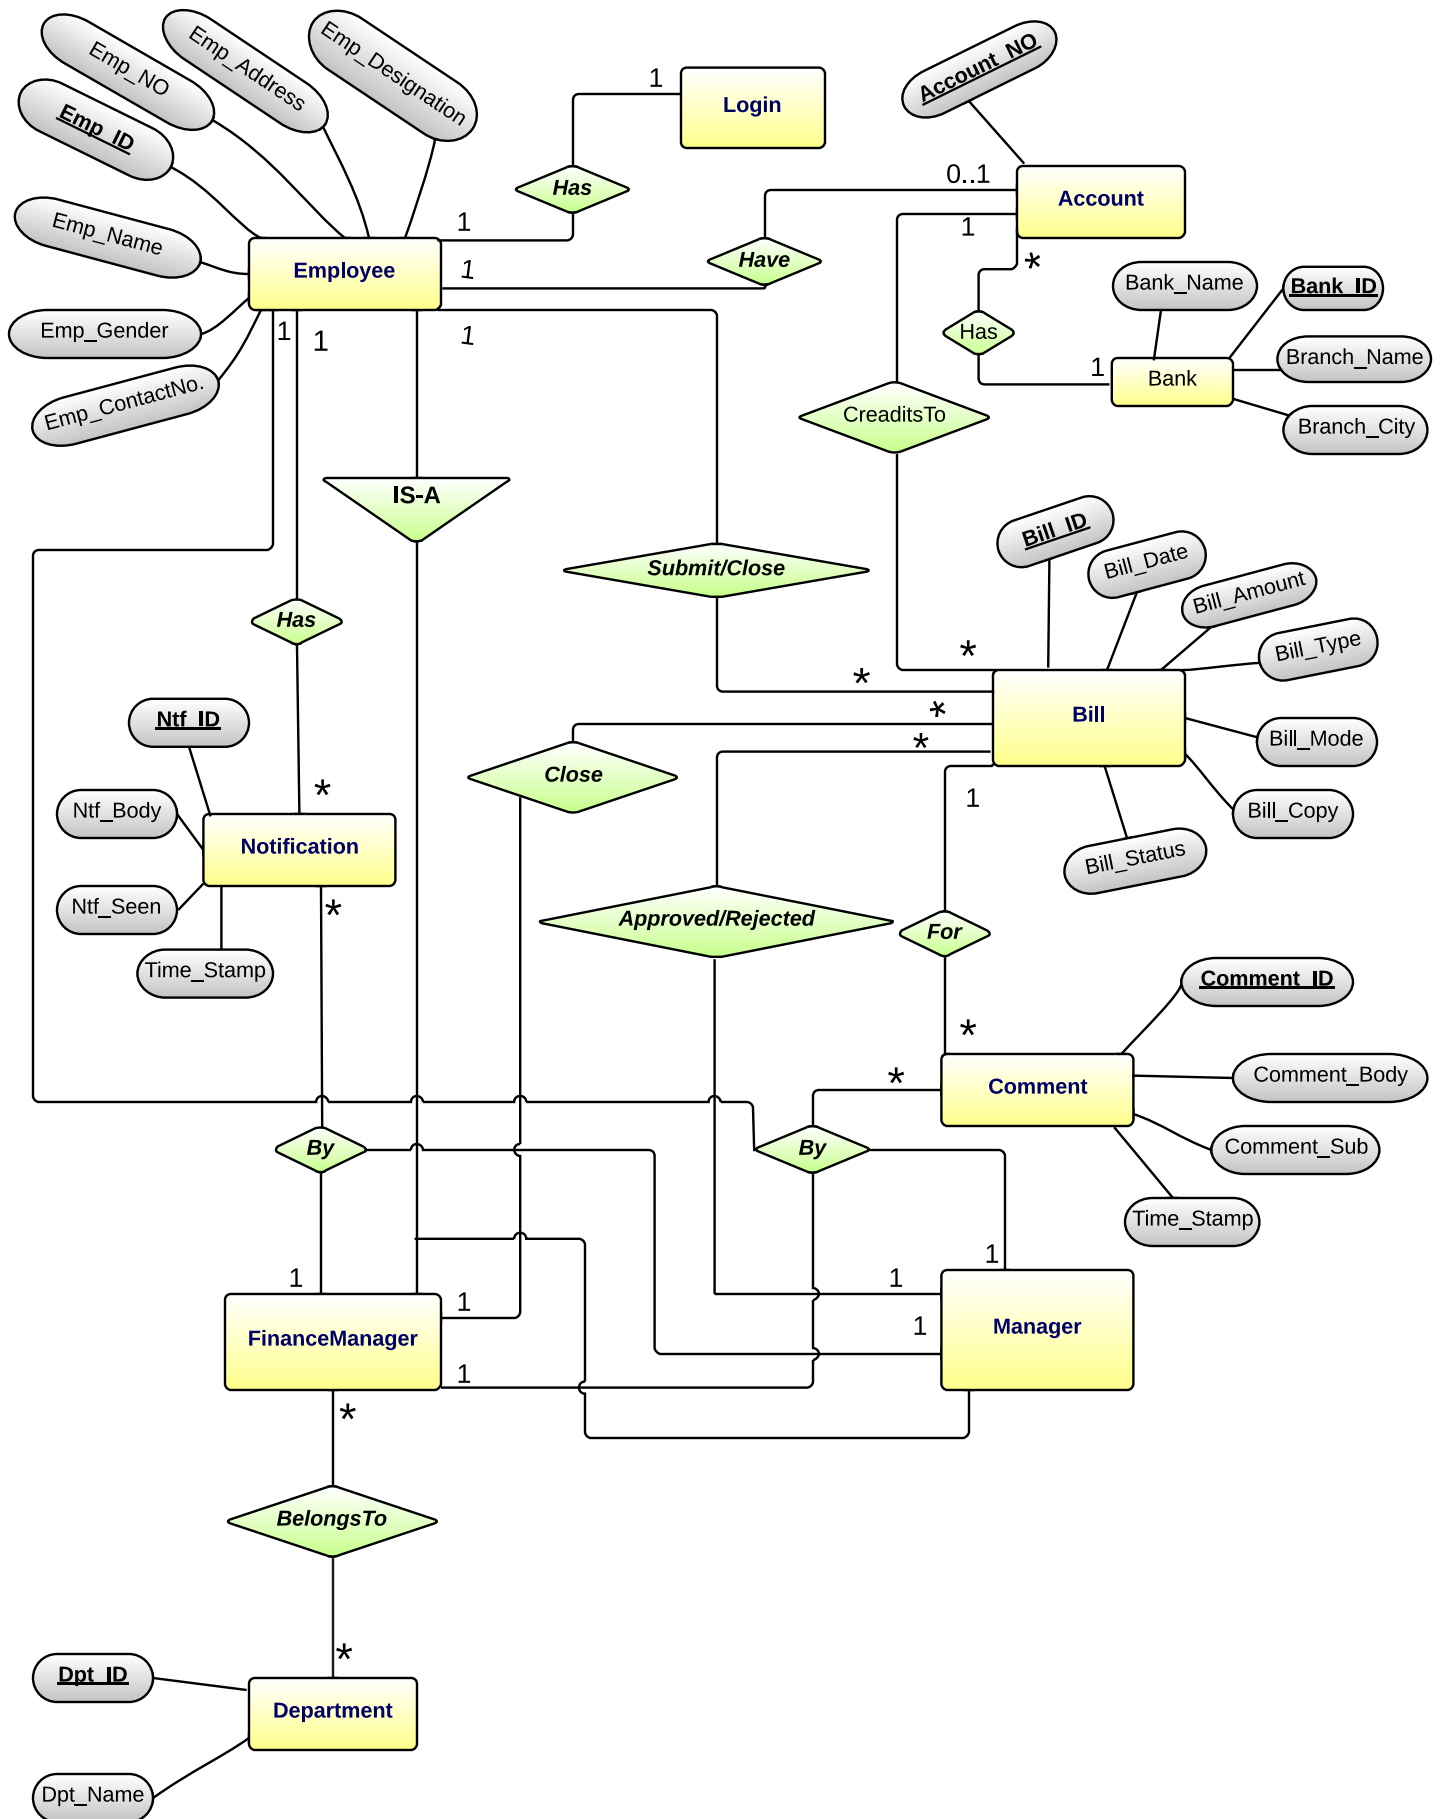 Emp_Designation
Emp_Address
Emp_NO
Emp_ID
Emp_Name
Emp_Gender
Emp_ContactNo.
Employee
1
Login
Has
1
Account_NO
0..1
Account
1
Have
1
*
Has
1
Bank
Bank_Name
Bank_ID
Branch_Name
Branch_City
1
1
1
CreaditsTo
IS-A
Submit/Close
Bill_ID
Bill_Date
Bill_Amount
Bill_Type
Has
*
*
Bill
Bill_Mode
Bill_Copy
Bill_Status
*
*
1
Close
Ntf_ID
Ntf_Body
Ntf_Seen
Time_Stamp
*
Notification
*
Approved/Rejected
For
*
Comment_ID
Comment_Body
Comment_Sub
Time_Stamp
*
Comment
By
By
1
1
1
1
1
1
FinanceManager
Manager
*
BelongsTo
*
Dpt_ID
Department
Dpt_Name